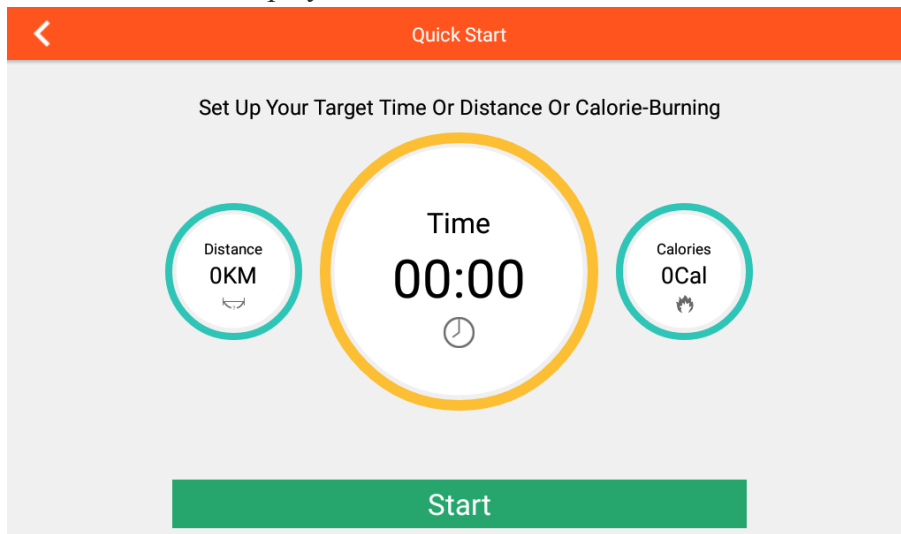 Quick Start
Set Up Your Target Time Or Distance Or Calorie-Burning
Distance
0KM
Time
00:00
Calories
0Cal
Start